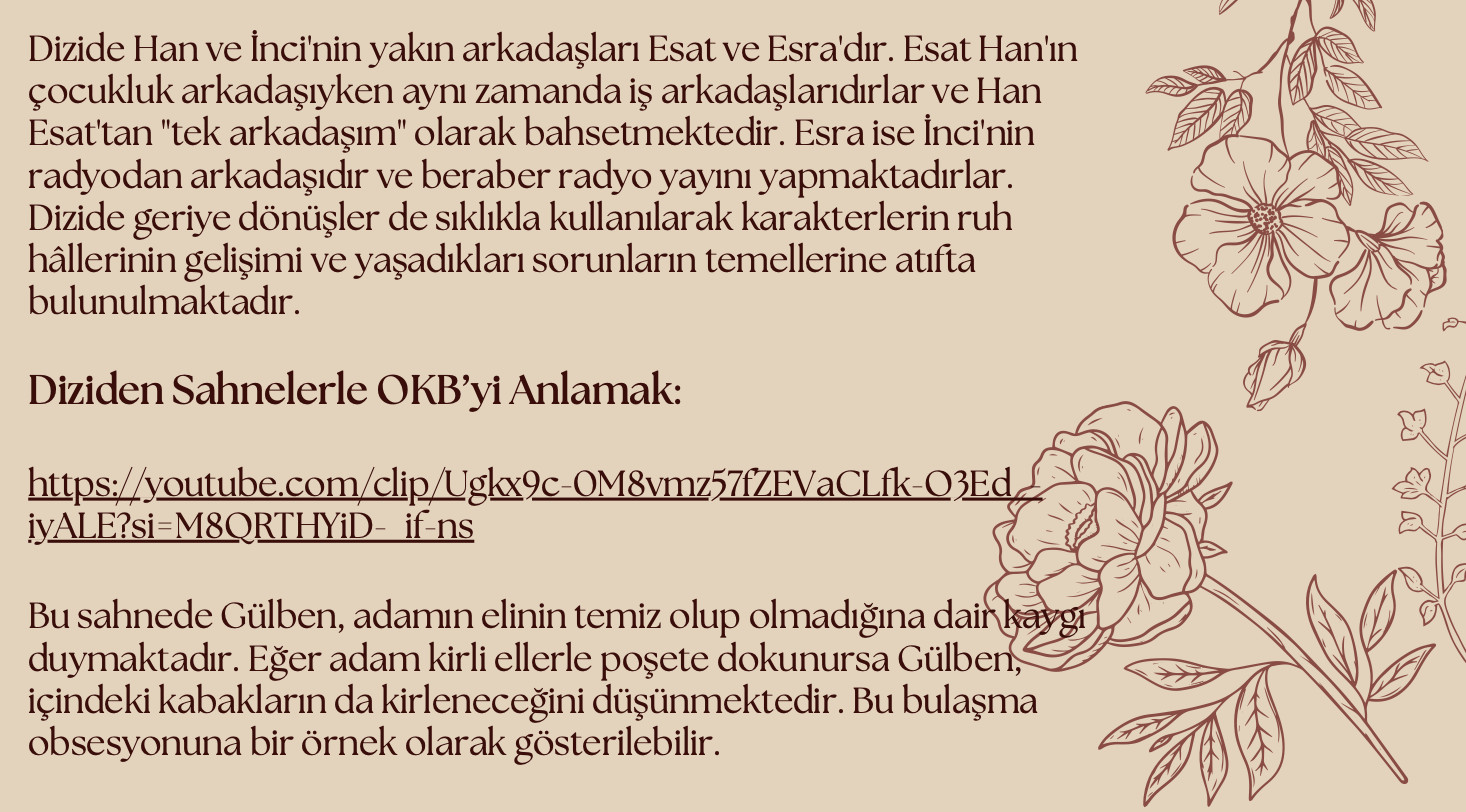 Dizide Han ve İnci'nin yakın arkadaşları Esat ve Esra'dır. Esat Han'ın
çocukluk arkadaşıyken aynı zamanda iş arkadaşlarıdırlar ve Han
Esat'tan "tek arkadaşım" olarak bahsetmektedir. Esra ise İnci'nin
radyodan arkadaşıdır ve beraber radyo yayını yapmaktadırlar.
Dizide geriye dönüşler de sıklıkla kullanılarak karakterlerin ruh
hâllerinin gelişimi ve yaşadıkları sorunların temellerine atıfta
bulunulmaktadır.
Diziden Sahnelerle OKB’yi Anlamak:
https://youtube.com/clip/Ugkx9c-0M8vmz57fZEVaCLfk-O3Ed__
iyALE?si=M8QRTHYiD-_if-ns
Bu sahnede Gülben, adamın elinin temiz olup olmadığına dair kaygı
duymaktadır. Eğer adam kirli ellerle poşete dokunursa Gülben,
içindeki kabakların da kirleneceğini düşünmektedir. Bu bulaşma
obsesyonuna bir örnek olarak gösterilebilir.